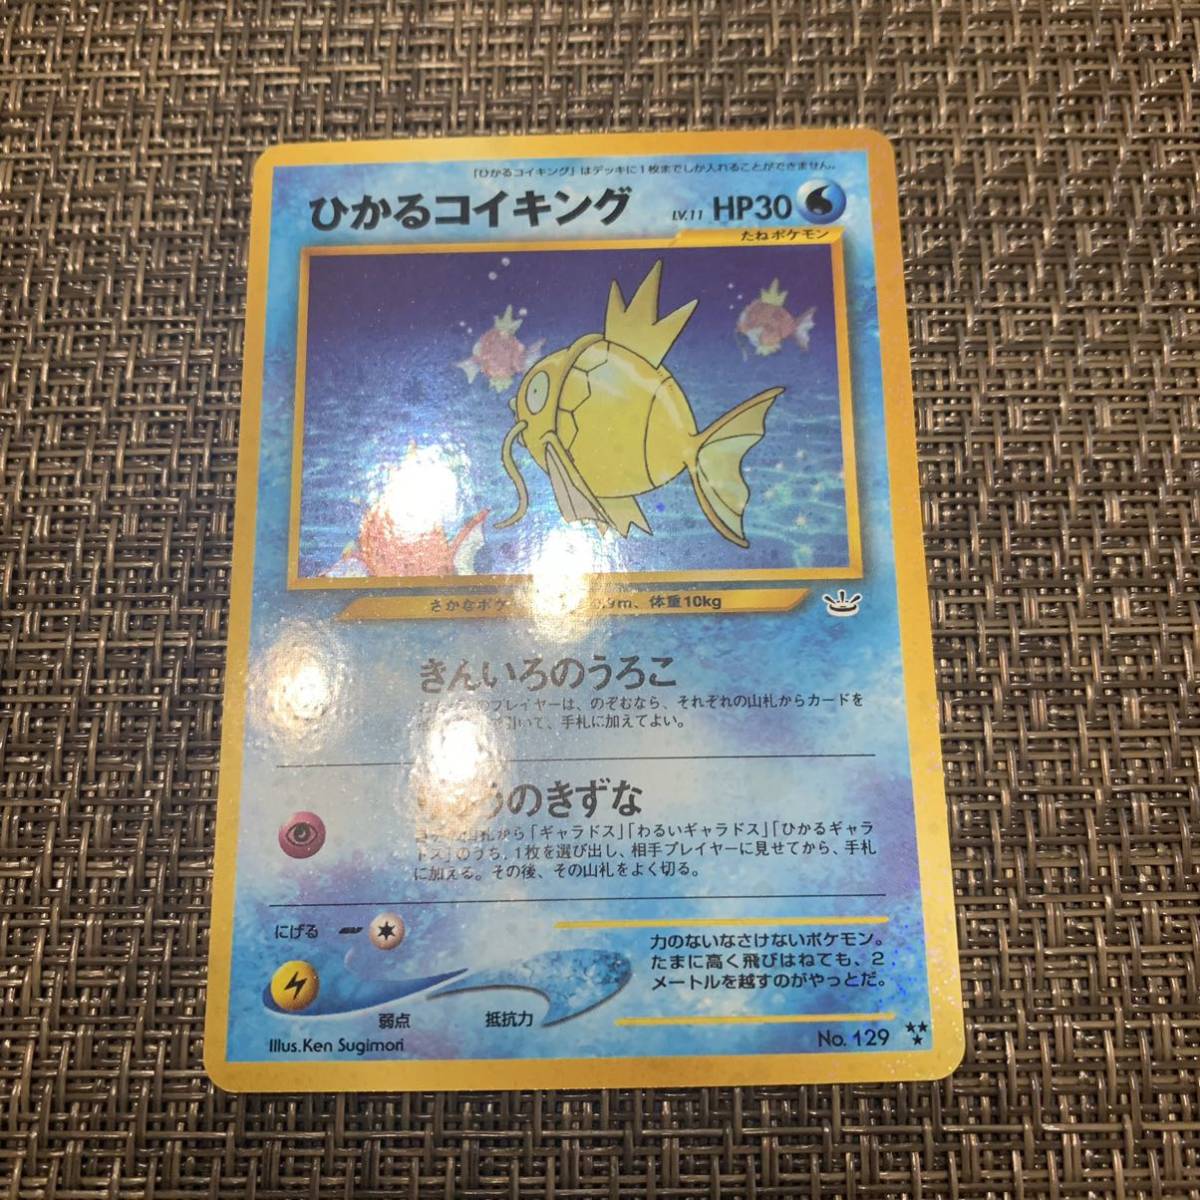 「ひかるコイキング」はデッキに1枚までしか入れることができません。
ひかるコイキング LV.11 HP30
たねポケモン
さかなポケ .9m、体重10kg
きんいろのうろこ
プレイヤーは、のぞむなら、それぞれの山札からカードを
引いて、手札に加えてよい。
のきずな
山札から「ギャラドス」「わるいギャラドス」「ひかるギャラ
ドス」のうち、1枚を選び出し、相手プレイヤーに見せてから、手札
に加える。その後、その山札をよく切る。
にげる
力のないなさけないポケモン。
たまに高く飛びはねても、2
メートルを越すのがやっとだ。
弱点 抵抗力
Illus.Ken Sugimori
No. 129